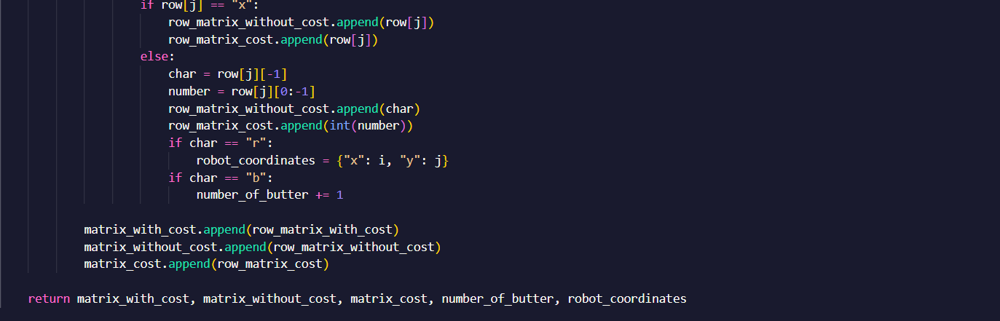 if row[j] == "x":
row_matrix_without_cost.append(row[j])
row_matrix_cost.append(row[j])
else:
char = row[j][-1]
number = row[j][0:-1]
row_matrix_without_cost.append(char)
row_matrix_cost.append(int(number))
if char == "r":
robot_coordinates = {"x": i, "y": j}
if char == "b":
number_of_butter += 1
matrix_with_cost.append(row_matrix_with_cost)
matrix_without_cost.append(row_matrix_without_cost)
matrix_cost.append(row_matrix_cost)
return matrix_with_cost, matrix_without_cost, matrix_cost, number_of_butter, robot_coordinates